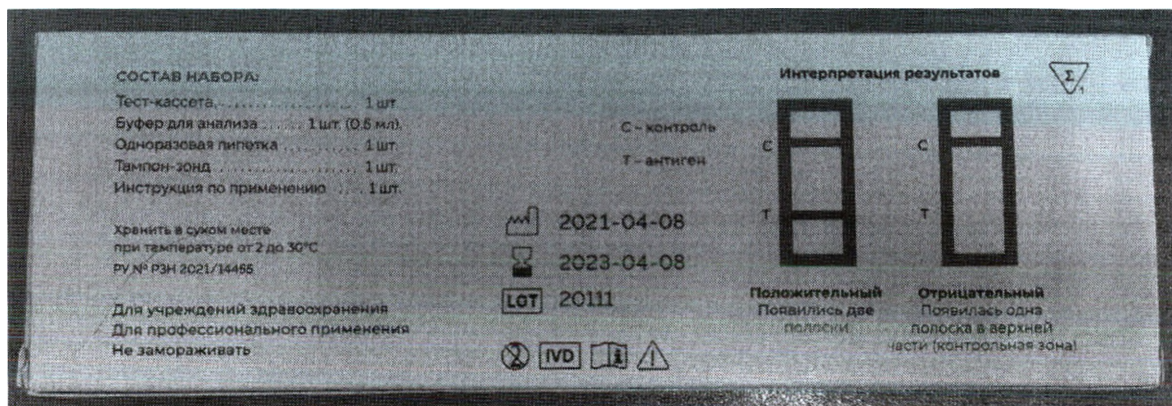 СОСТАВ НАБОРА:
Тест-кассета ................... 1 шт.
Буфер для анализа ...... 1 шт. (0.5 мл).
Одноразовая пипетка ........... 1 шт.
Тампон-зонд .................... 1 шт.
Инструкция по применению .... 1 шт.
Хранить в сухом месте
при температуре от 2 до 30°C
РУ № РЗН 2021/14455
Для учреждений здравоохранения
Для профессионального применения
Не замораживать
С – контроль
Т – антиген
2021-04-08
2023-04-08
LOT 20111
2 IVD i
Интерпретация результатов
Σ
1
С
Т
Положительный
Появились две
полоски
С
Т
Отрицательный
Появилась одна
полоска в верхней
части (контрольная зона)